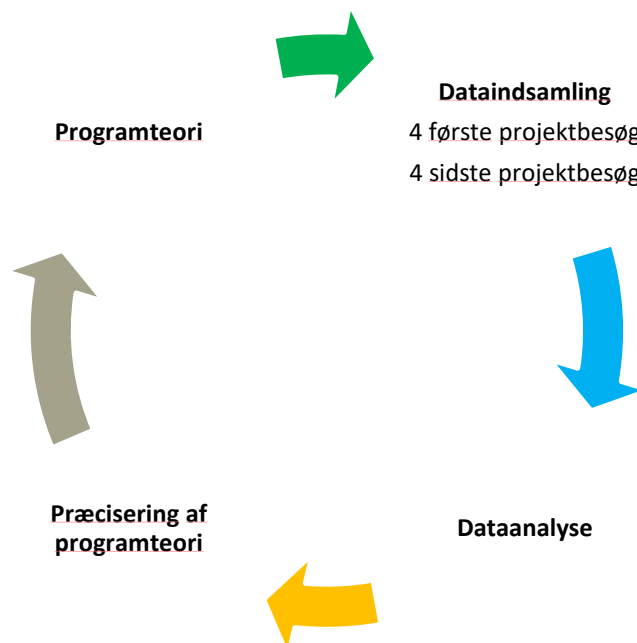 Programteori
Dataindsamling
4 første projektbesøg
4 sidste projektbesøg
Præcisering af
programteori
Dataanalyse